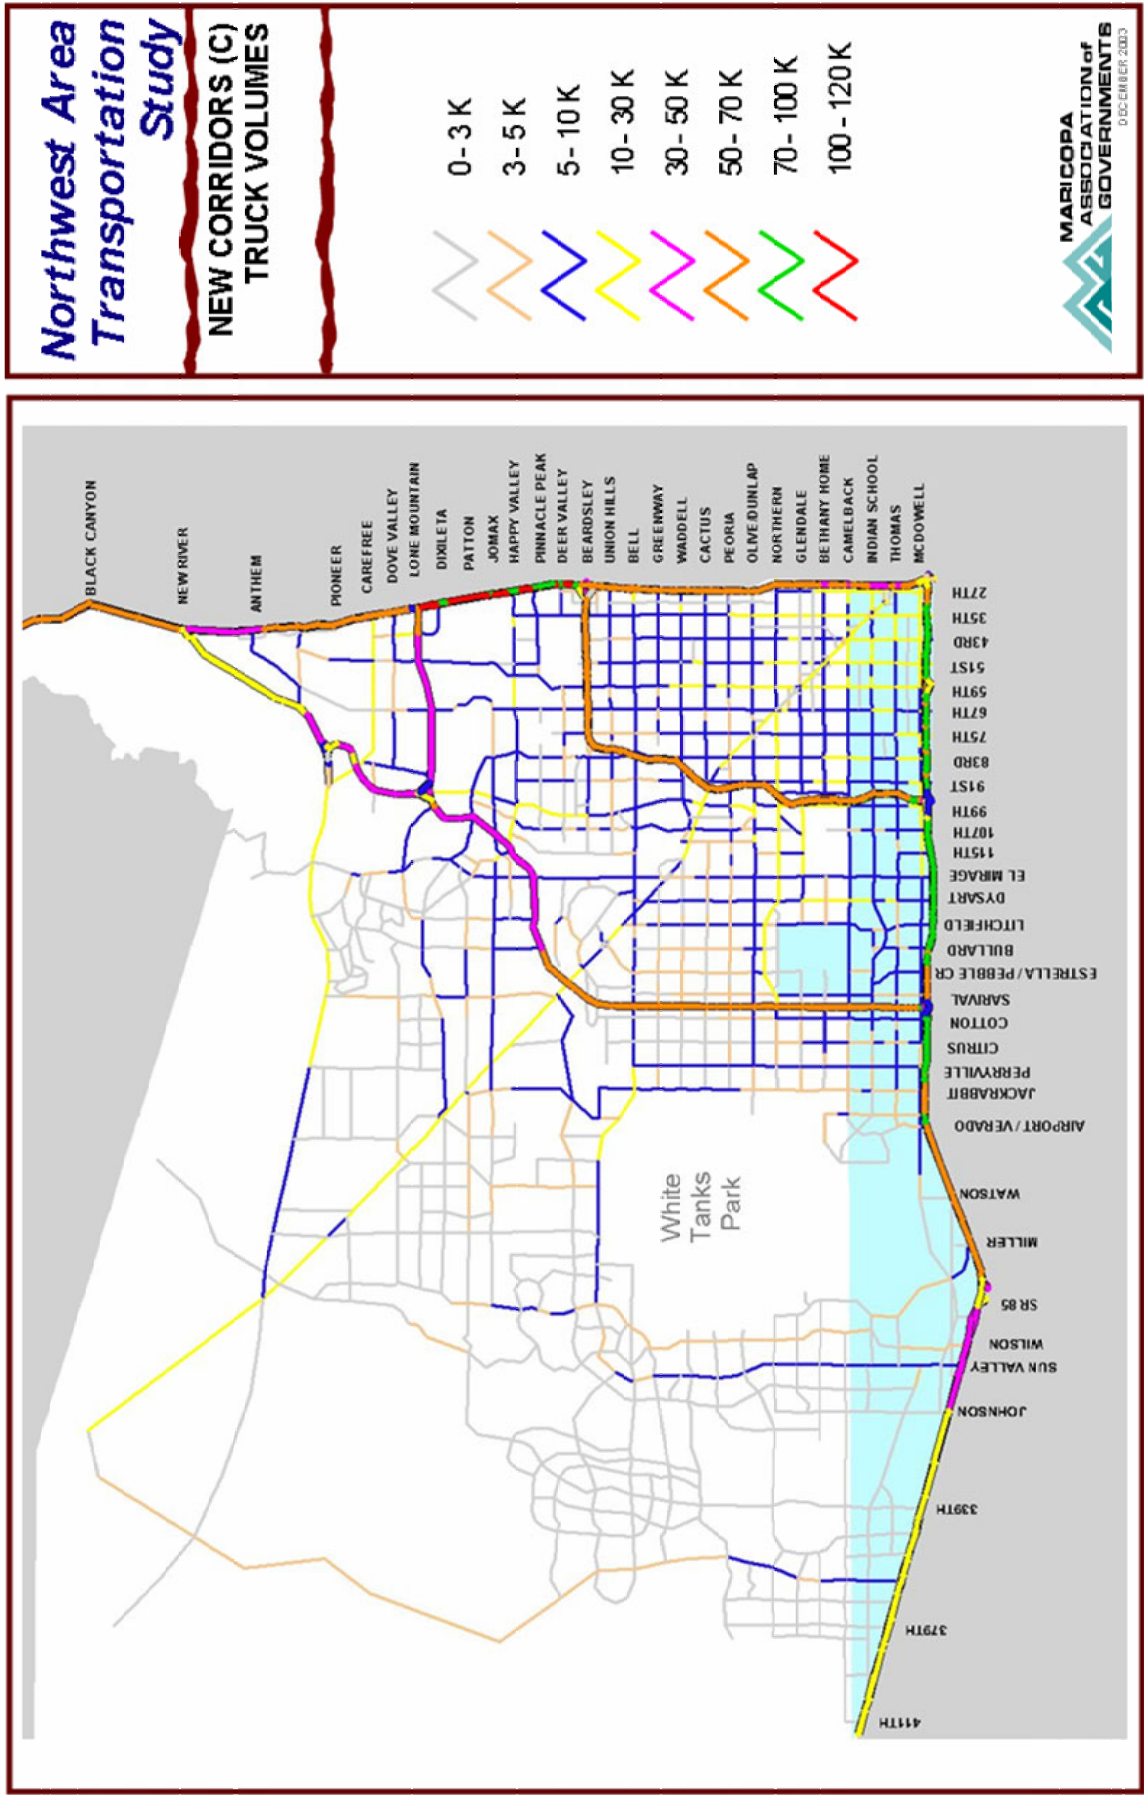 Northwest Area
Transportation
Study
NEW CORRIDORS (C)
TRUCK VOLUMES
0 - 3 K
3 - 5 K
5 - 10 K
10 - 30 K
30 - 50 K
50 - 70 K
70 - 100 K
100 - 120 K
MARICOPA
ASSOCIATION of
GOVERNMENTS
DECEMBER 2003
BLACK CANYON
NEW RIVER
ANTHEM
PIONEER
CAREFREE
DOVE VALLEY
LONE MOUNTAIN
DIXILETA
PATTON
JOMAX
HAPPY VALLEY
PINNACLE PEAK
DEER VALLEY
BEARDSLEY
UNION HILLS
BELL
GREENWAY
WADDELL
CACTUS
PEORIA
OLIVE/DUNLAP
NORTHERN
GLENDALE
BETHANY HOME
CAMELBACK
INDIAN SCHOOL
THOMAS
MCDOWELL
27TH
35TH
43RD
51ST
59TH
67TH
75TH
83RD
91ST
99TH
107TH
115TH
EL MIRAGE
DYSART
LITCHFIELD
BULLARD
ESTRELLA / PEBBLE CR
SARIVAL
COTTON
CITRUS
PERRYVILLE
JACKRABBIT
AIRPORT / VERADO
WATSON
MILLER
SR 85
WILSON
SUN VALLEY
JOHNSON
339TH
379TH
411TH
White
Tanks
Park